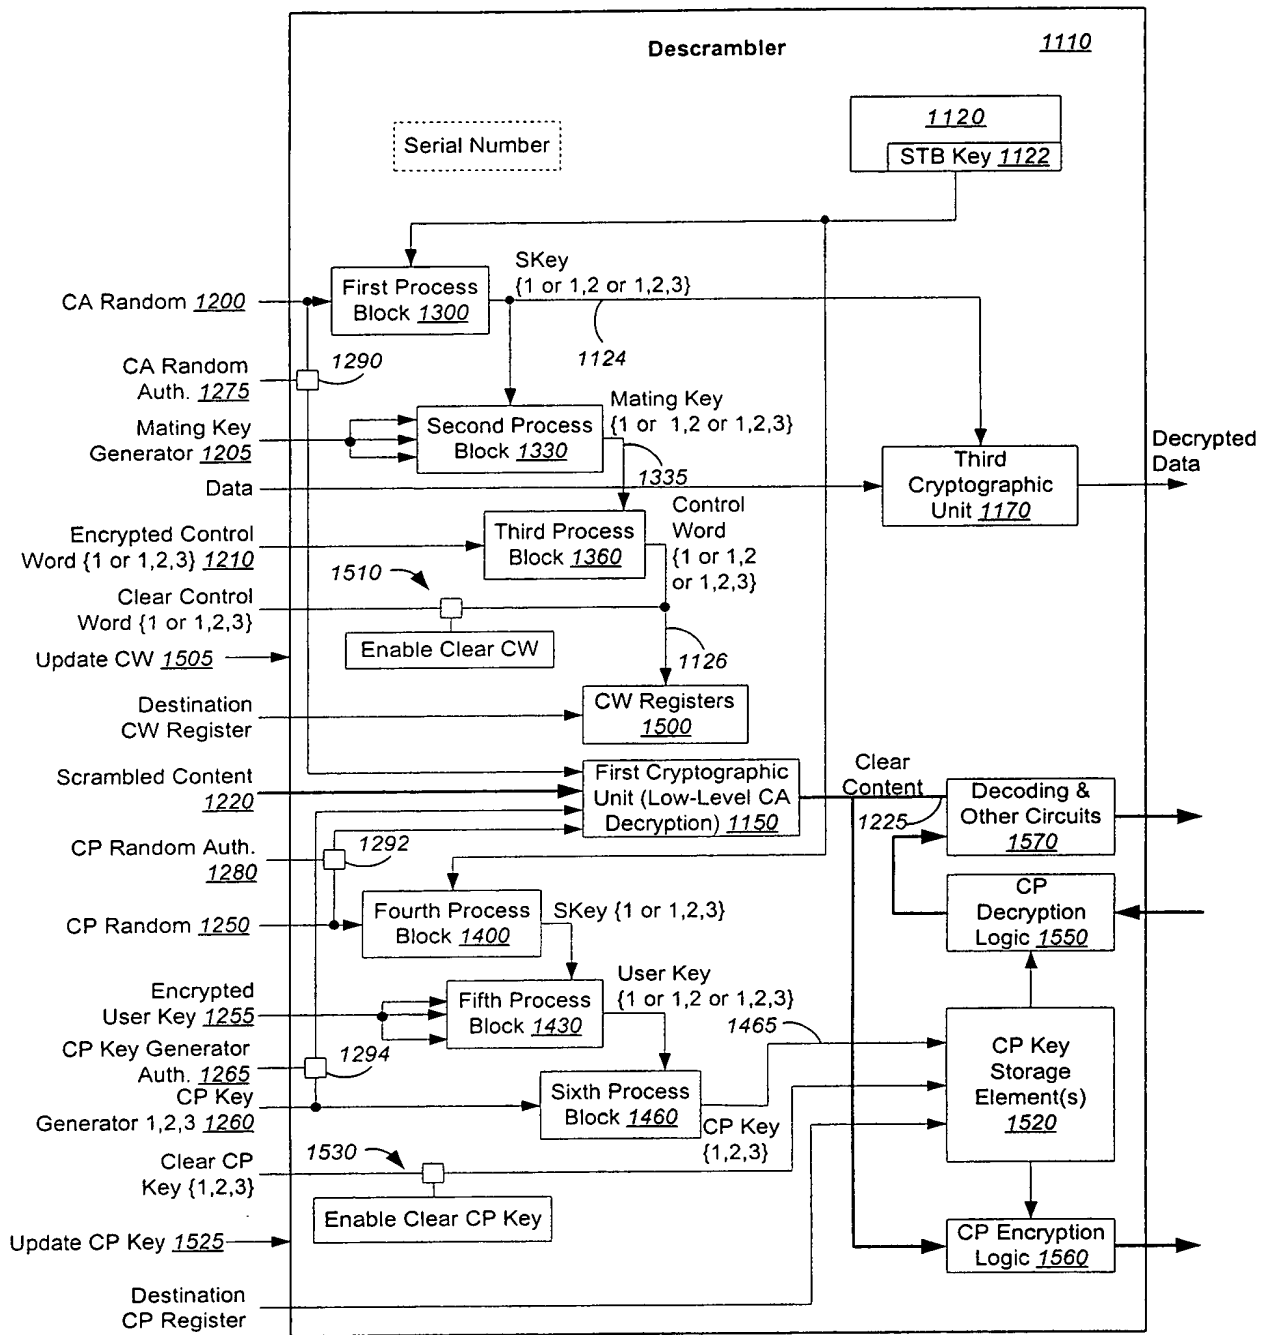 Descrambler
1110
1120
STB Key 1122
Serial Number
SKey
{1 or 1,2 or 1,2,3}
CA Random 1200
First Process
Block 1300
1124
CA Random
Auth. 1275
1290
Mating Key
{1 or 1,2 or 1,2,3}
Mating Key
Generator 1205
Second Process
Block 1330
1335
Decrypted
Data
Third
Cryptographic
Unit 1170
Data
Control
Word
{1 or 1,2
or 1,2,3}
Encrypted Control
Word {1 or 1,2,3} 1210
Third Process
Block 1360
1510
Clear Control
Word {1 or 1,2,3}
Enable Clear CW
Update CW 1505
1126
CW Registers
1500
Destination
CW Register
Scrambled Content
1220
First Cryptographic
Unit (Low-Level CA
Decryption) 1150
Clear
Content
1225
Decoding &
Other Circuits
1570
CP Random Auth.
1280
1292
CP
Decryption
Logic 1550
CP Random 1250
Fourth Process
Block 1400
SKey {1 or 1,2,3}
Encrypted
User Key 1255
Fifth Process
Block 1430
User Key
{1 or 1,2 or 1,2,3}
1465
CP Key
Storage
Element(s)
1520
CP Key Generator
Auth. 1265
1294
CP Key
Generator 1,2,3 1260
Sixth Process
Block 1460
CP Key
{1,2,3}
1530
Clear CP
Key {1,2,3}
Enable Clear CP Key
Update CP Key 1525
CP Encryption
Logic 1560
Destination
CP Register